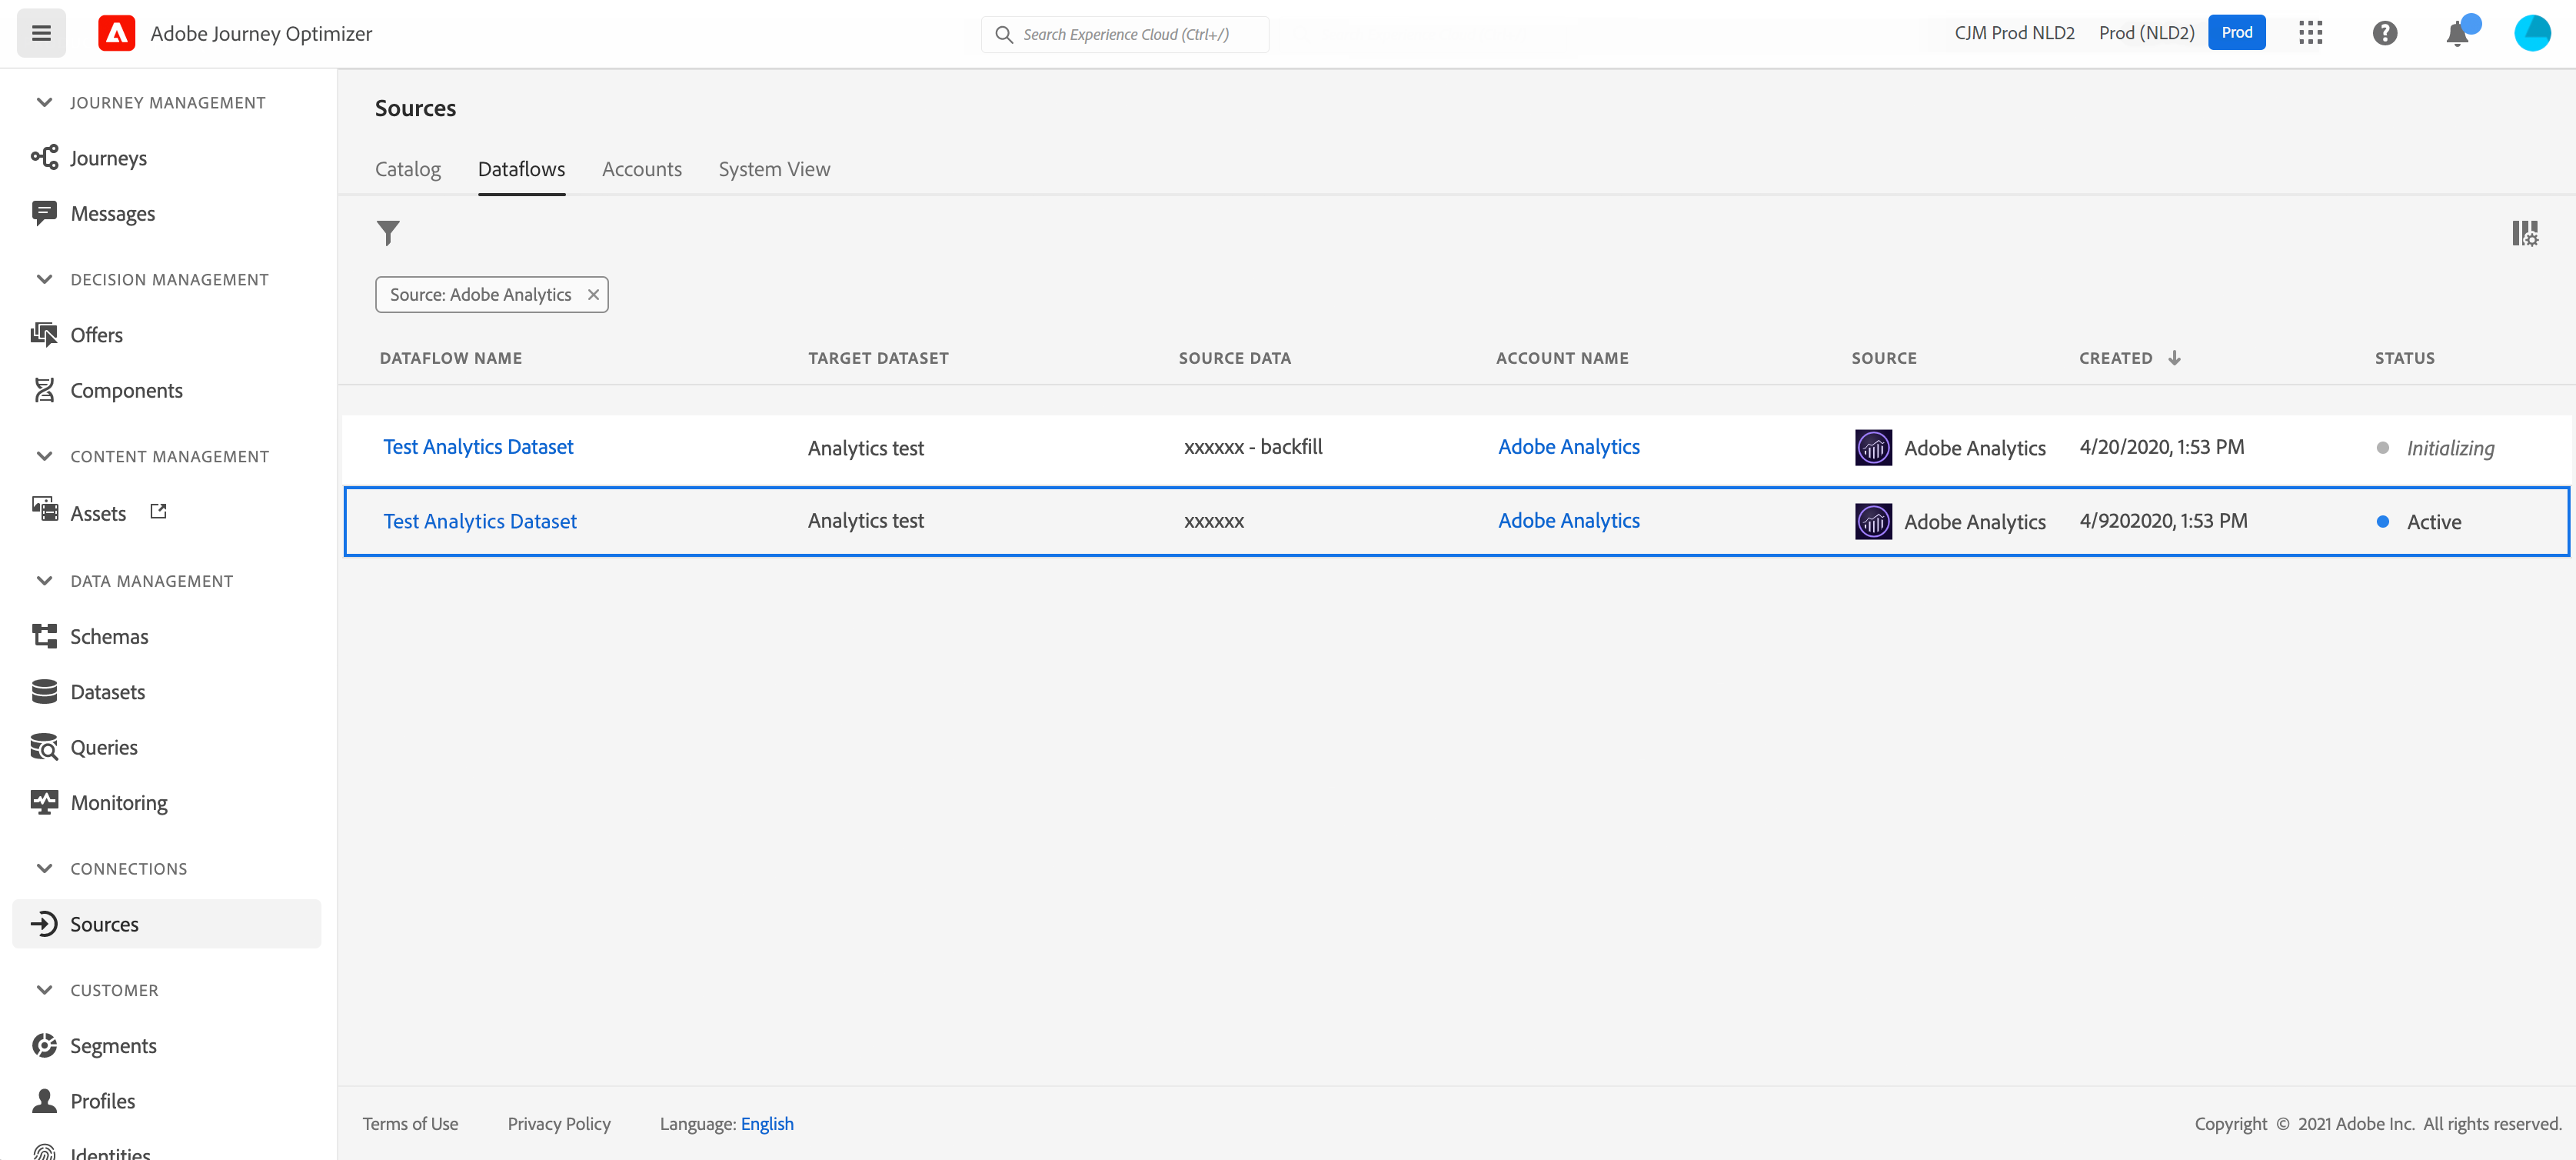 Adobe Journey Optimizer
Search Experience Cloud (Ctrl+/)
CJM Prod NLD2
Prod (NLD2)
Prod
JOURNEY MANAGEMENT
Journeys
Messages
DECISION MANAGEMENT
Offers
Components
CONTENT MANAGEMENT
Assets
DATA MANAGEMENT
Schemas
Datasets
Queries
Monitoring
CONNECTIONS
Sources
CUSTOMER
Segments
Profiles
Identities
Sources
Catalog Dataflows Accounts System View
Source: Adobe Analytics
DATAFLOW NAME TARGET DATASET SOURCE DATA ACCOUNT NAME SOURCE CREATED STATUS
Test Analytics Dataset Analytics test xxxxxx - backfill Adobe Analytics Adobe Analytics 4/20/2020, 1:53 PM Initializing
Test Analytics Dataset Analytics test xxxxxx Adobe Analytics Adobe Analytics 4/9202020, 1:53 PM Active
Terms of Use Privacy Policy Language: English Copyright © 2021 Adobe Inc. All rights reserved.